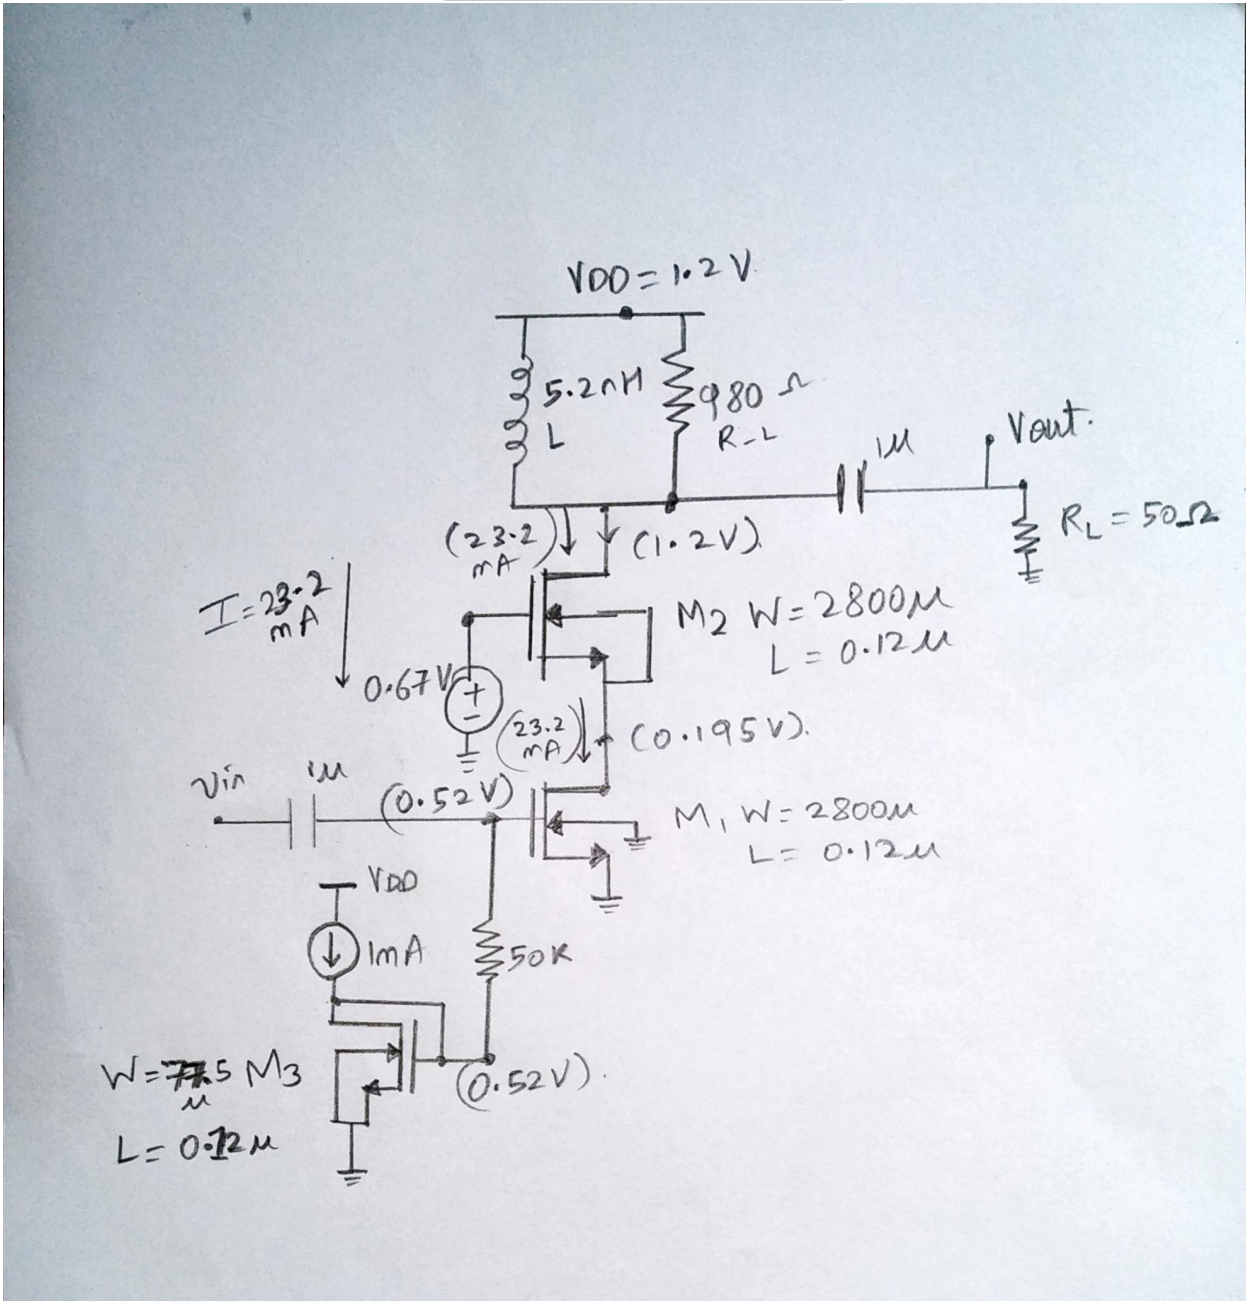 VDD = 1.2 V
5.2nH
L
980 Ω
R_L
1µ
Vout.
RL = 50Ω
(23.2 mA)
(1.2V)
I = 23.2 mA
M2 W = 2800µ
L = 0.12µ
0.67V
+
−
(23.2 mA)
(0.195V).
Vin
1µ
(0.52V)
M1 W = 2800µ
L = 0.12µ
VDD
1mA
50K
W = 77.5 M3
µ
L = 0.12µ
(0.52V).